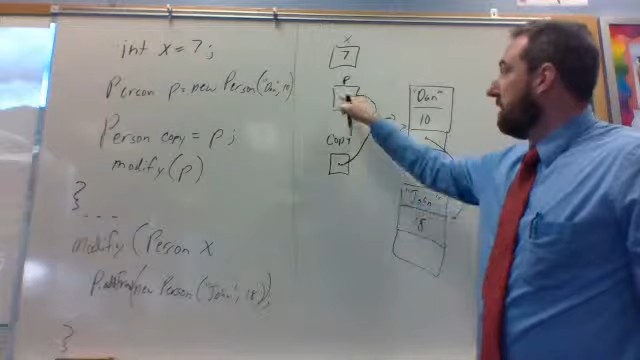 int x = 7;
Person p = new Person("Dan", 10)
Person copy = p;
modify(p)
}
- - -
modify (Person x
p.addFriend(new Person("John", 18));
}
x
7
p
Copy
"Dan"
10
"John"
18